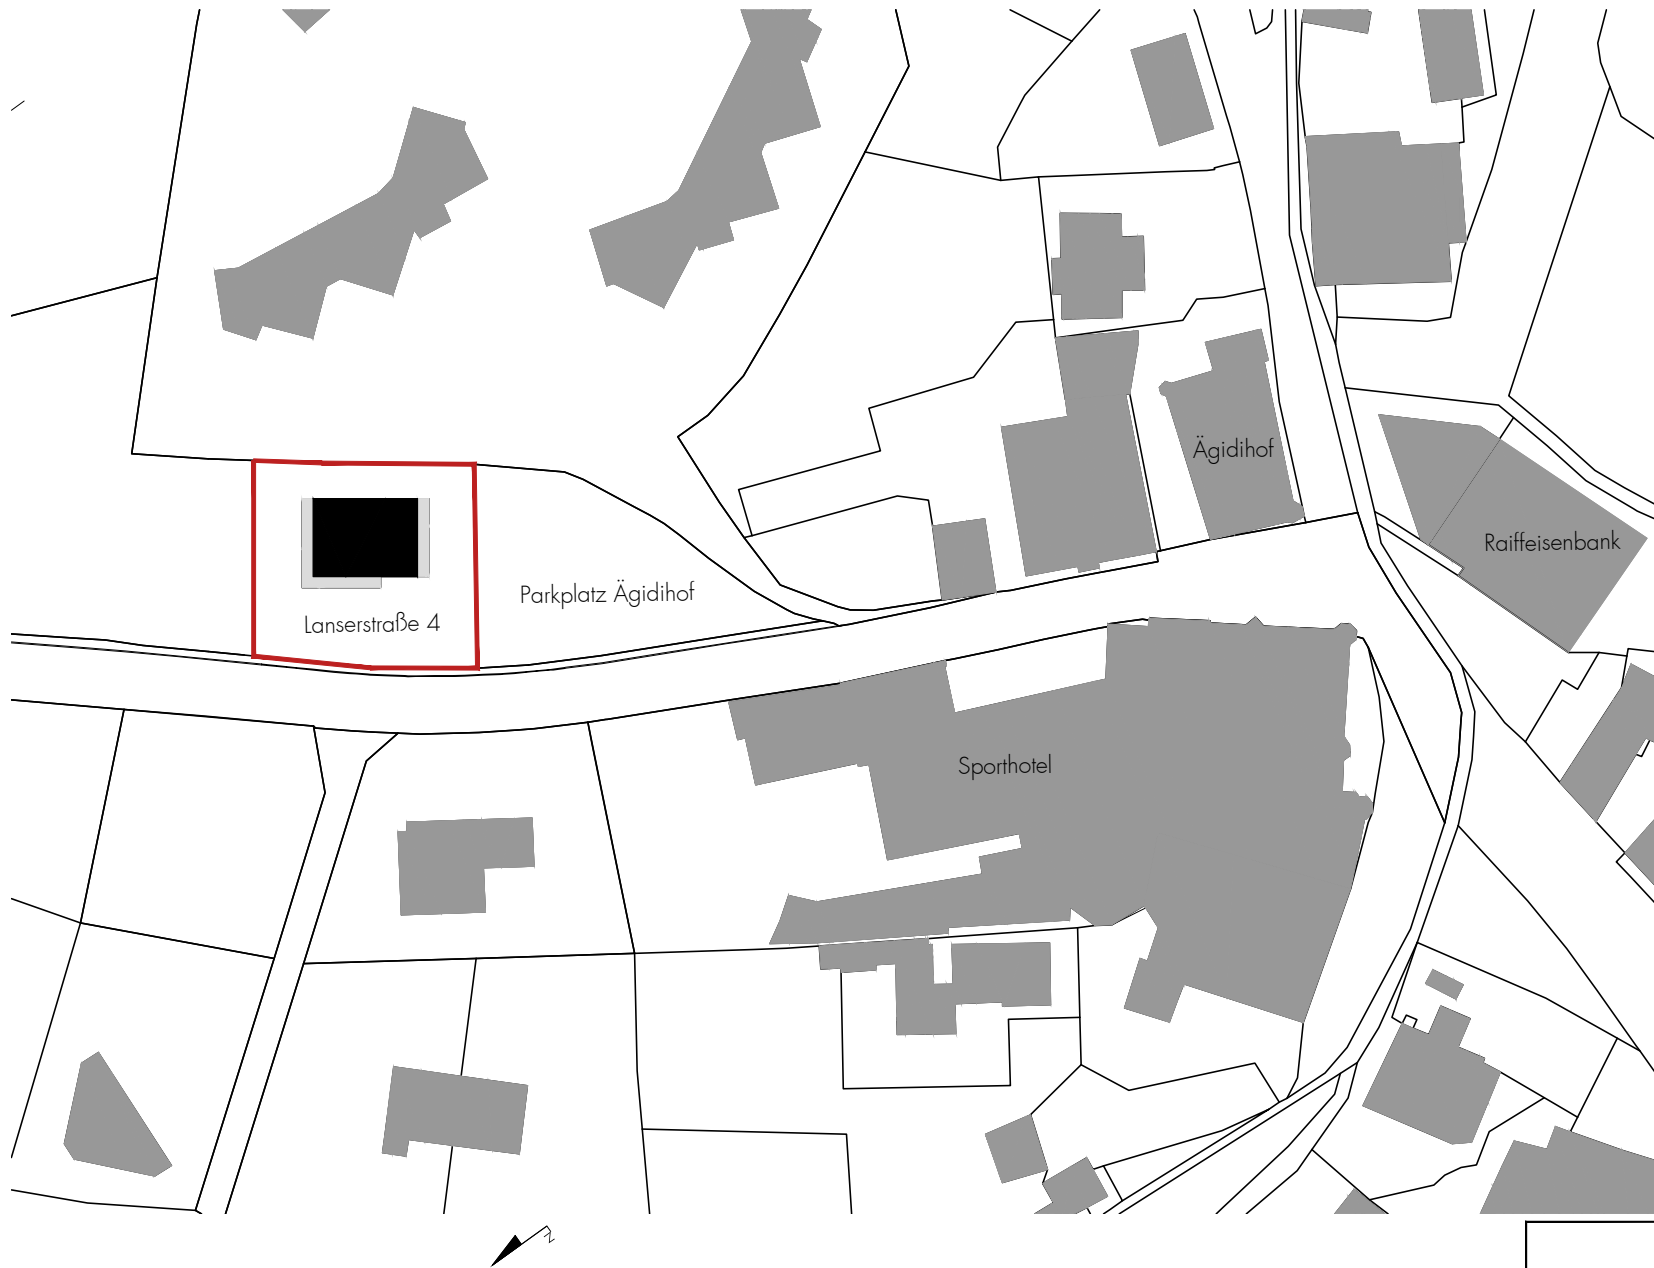 Ägidihof
Raiffeisenbank
Parkplatz Ägidihof
Lanserstraße 4
Sporthotel
N